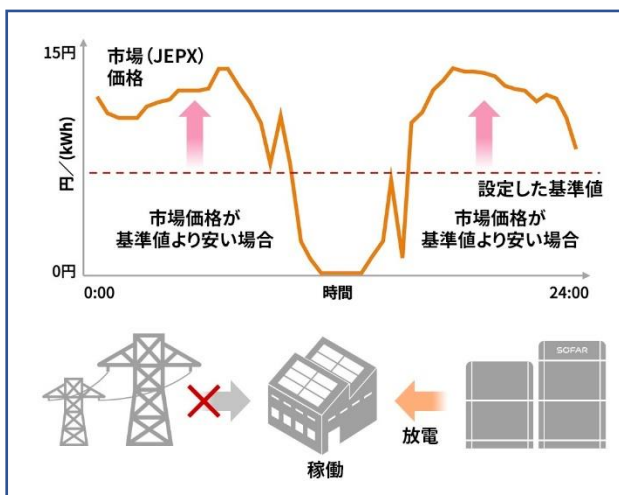 15円
市場(JEPX)
価格
円／(kWh)
設定した基準値
市場価格が
基準値より安い場合
市場価格が
基準値より安い場合
0円
0:00
時間
24:00
SOFAR
放電
稼働